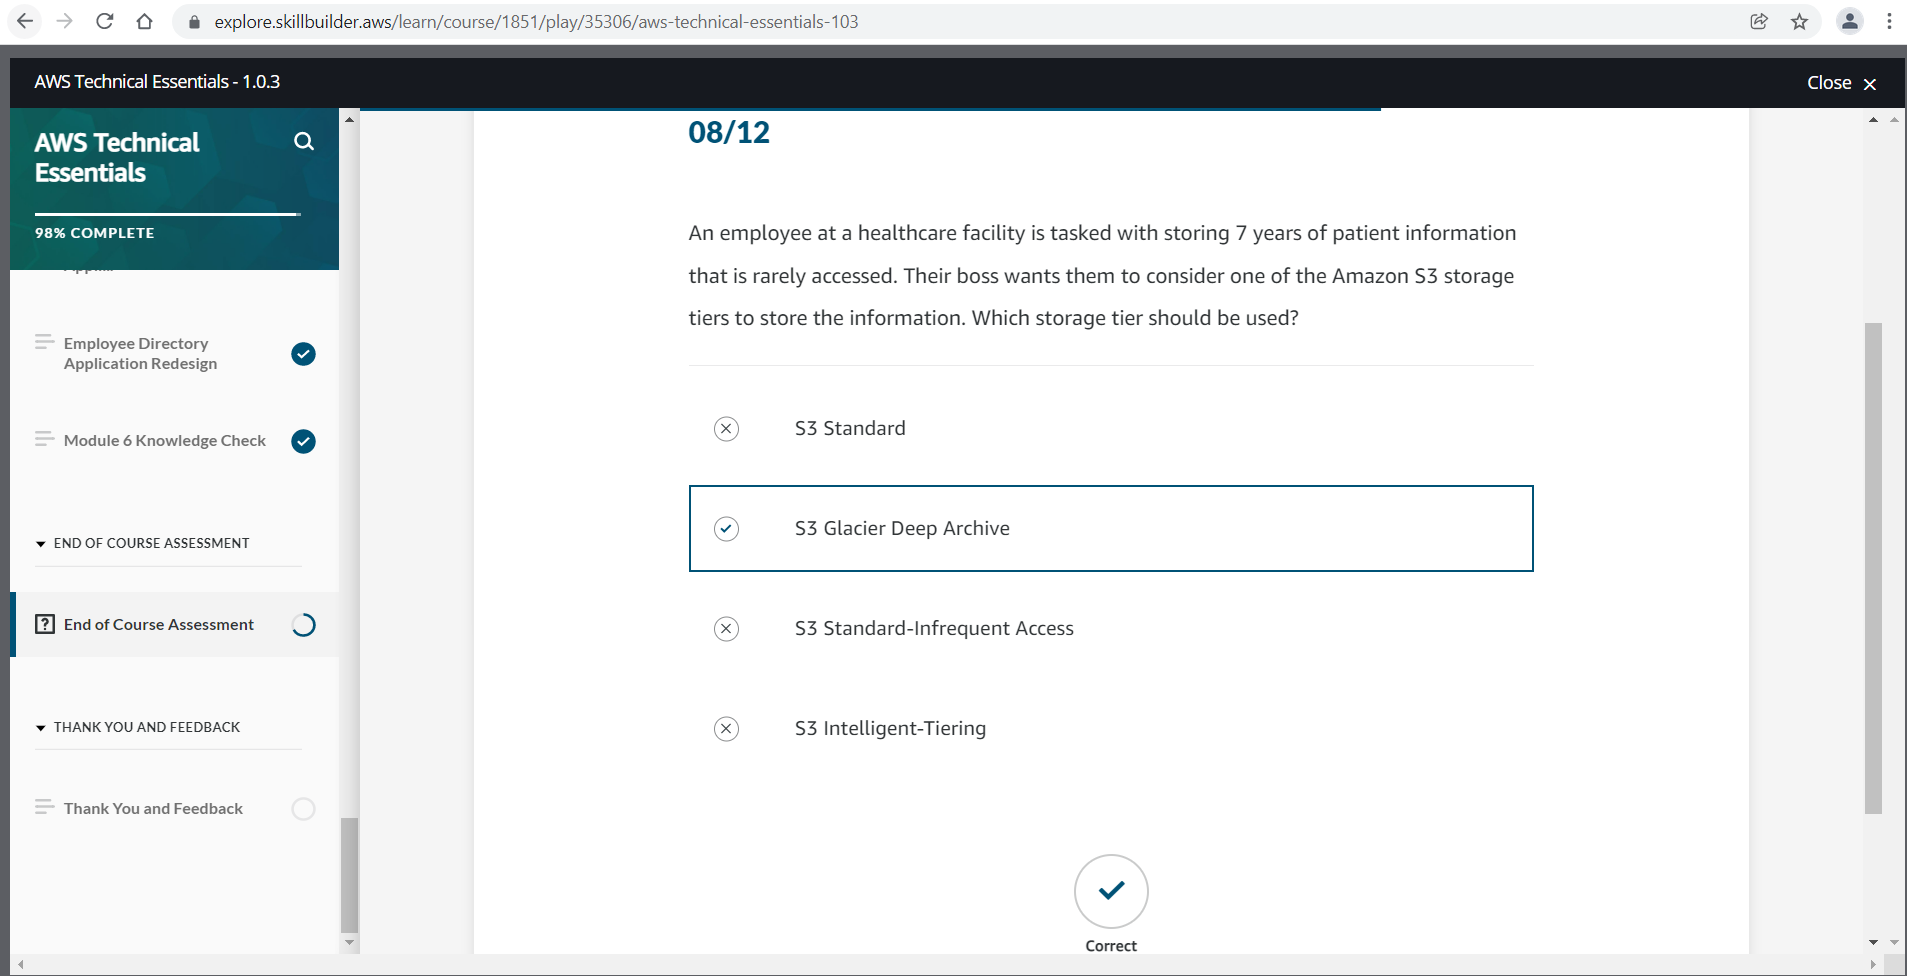 explore.skillbuilder.aws/learn/course/1851/play/35306/aws-technical-essentials-103
AWS Technical Essentials - 1.0.3
Close
AWS Technical
Essentials
98% COMPLETE
Employee Directory
Application Redesign
Module 6 Knowledge Check
END OF COURSE ASSESSMENT
End of Course Assessment
THANK YOU AND FEEDBACK
Thank You and Feedback
08/12
An employee at a healthcare facility is tasked with storing 7 years of patient information
that is rarely accessed. Their boss wants them to consider one of the Amazon S3 storage
tiers to store the information. Which storage tier should be used?
S3 Standard
S3 Glacier Deep Archive
S3 Standard-Infrequent Access
S3 Intelligent-Tiering
Correct